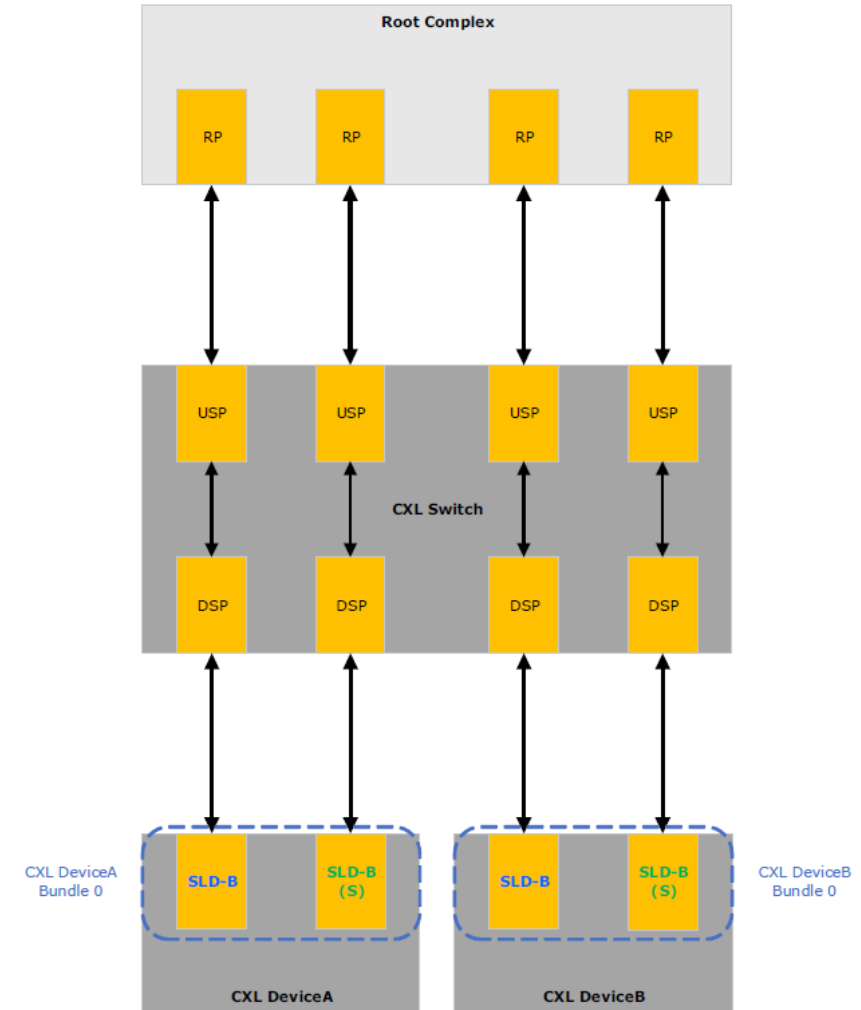 Root Complex
RP
RP
RP
RP
USP
USP
USP
USP
CXL Switch
DSP
DSP
DSP
DSP
CXL DeviceA
Bundle 0
SLD-B
SLD-B
(S)
SLD-B
SLD-B
(S)
CXL DeviceB
Bundle 0
CXL DeviceA
CXL DeviceB